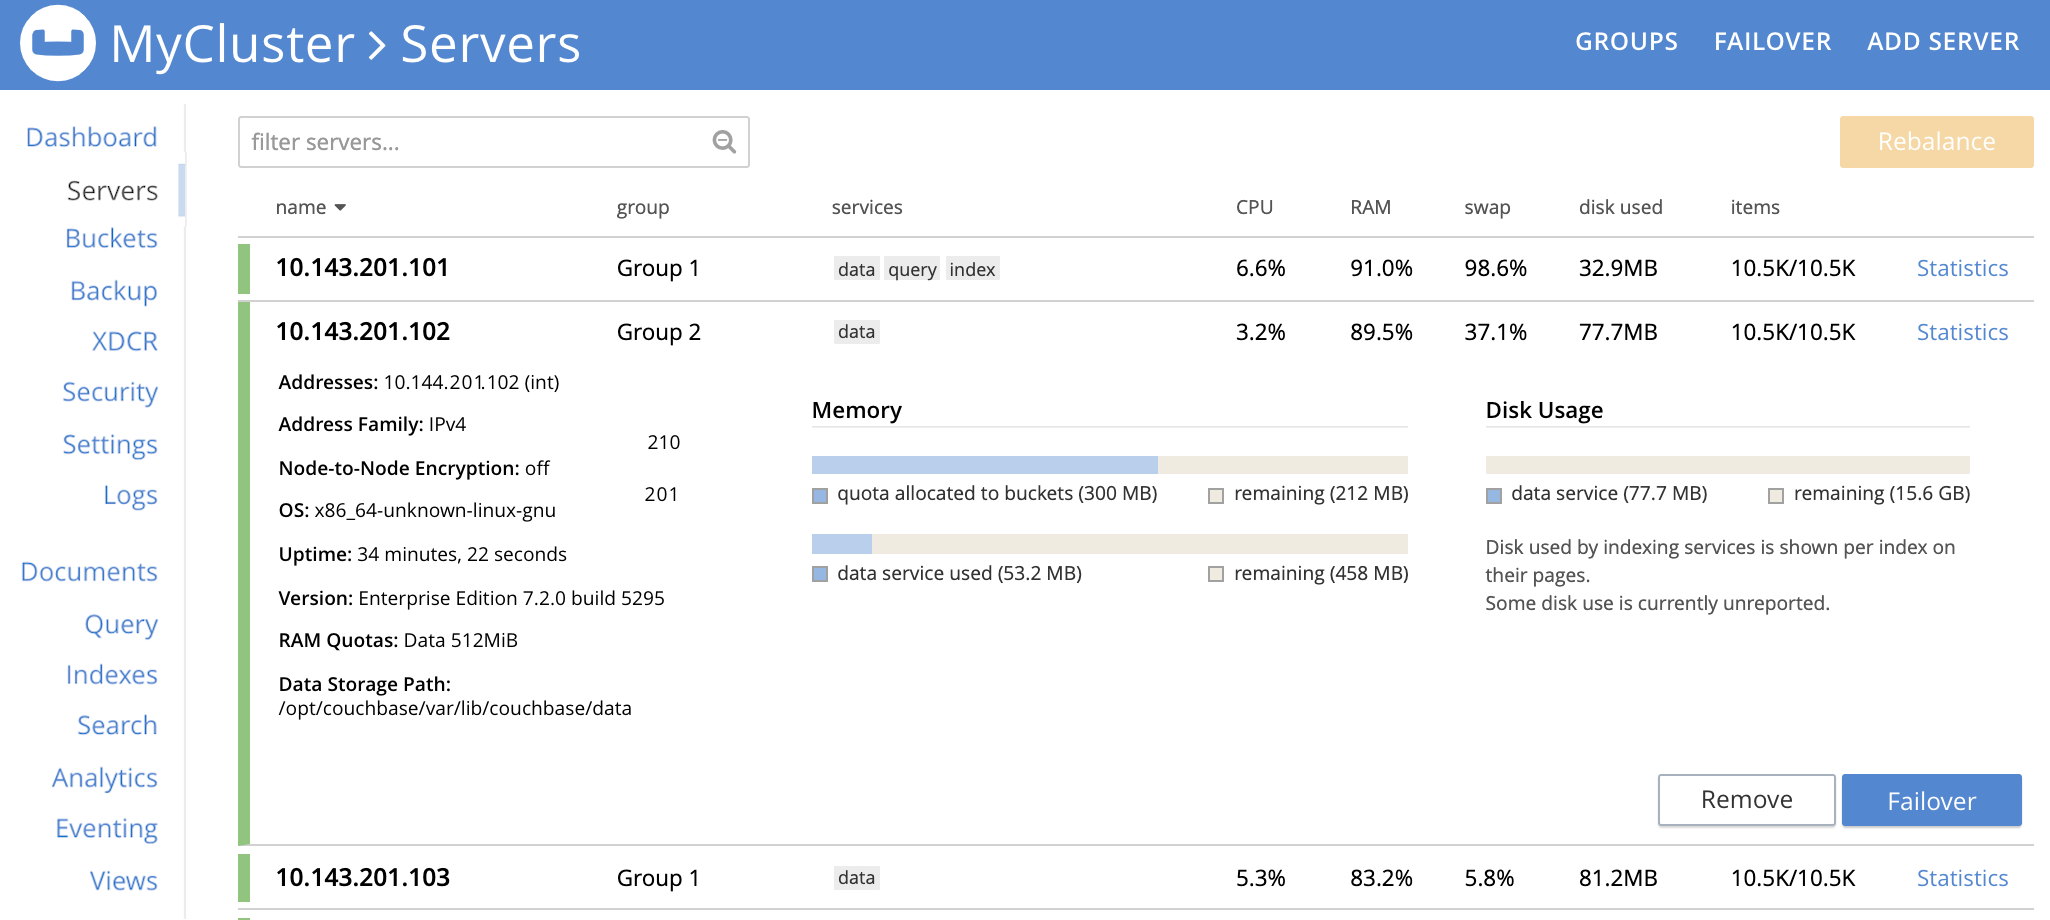 MyCluster > Servers
GROUPS FAILOVER ADD SERVER
Dashboard
Servers
Buckets
Backup
XDCR
Security
Settings
Logs
Documents
Query
Indexes
Search
Analytics
Eventing
Views
filter servers...
Rebalance
name group services CPU RAM swap disk used items
10.143.201.101 Group 1 data query index 6.6% 91.0% 98.6% 32.9MB 10.5K/10.5K Statistics
10.143.201.102 Group 2 data 3.2% 89.5% 37.1% 77.7MB 10.5K/10.5K Statistics
Addresses: 10.144.201.102 (int)
Address Family: IPv4
210
Node-to-Node Encryption: off
201
OS: x86_64-unknown-linux-gnu
Uptime: 34 minutes, 22 seconds
Version: Enterprise Edition 7.2.0 build 5295
RAM Quotas: Data 512MiB
Data Storage Path:
/opt/couchbase/var/lib/couchbase/data
Memory
quota allocated to buckets (300 MB) remaining (212 MB)
data service used (53.2 MB) remaining (458 MB)
Disk Usage
data service (77.7 MB) remaining (15.6 GB)
Disk used by indexing services is shown per index on
their pages.
Some disk use is currently unreported.
Remove Failover
10.143.201.103 Group 1 data 5.3% 83.2% 5.8% 81.2MB 10.5K/10.5K Statistics